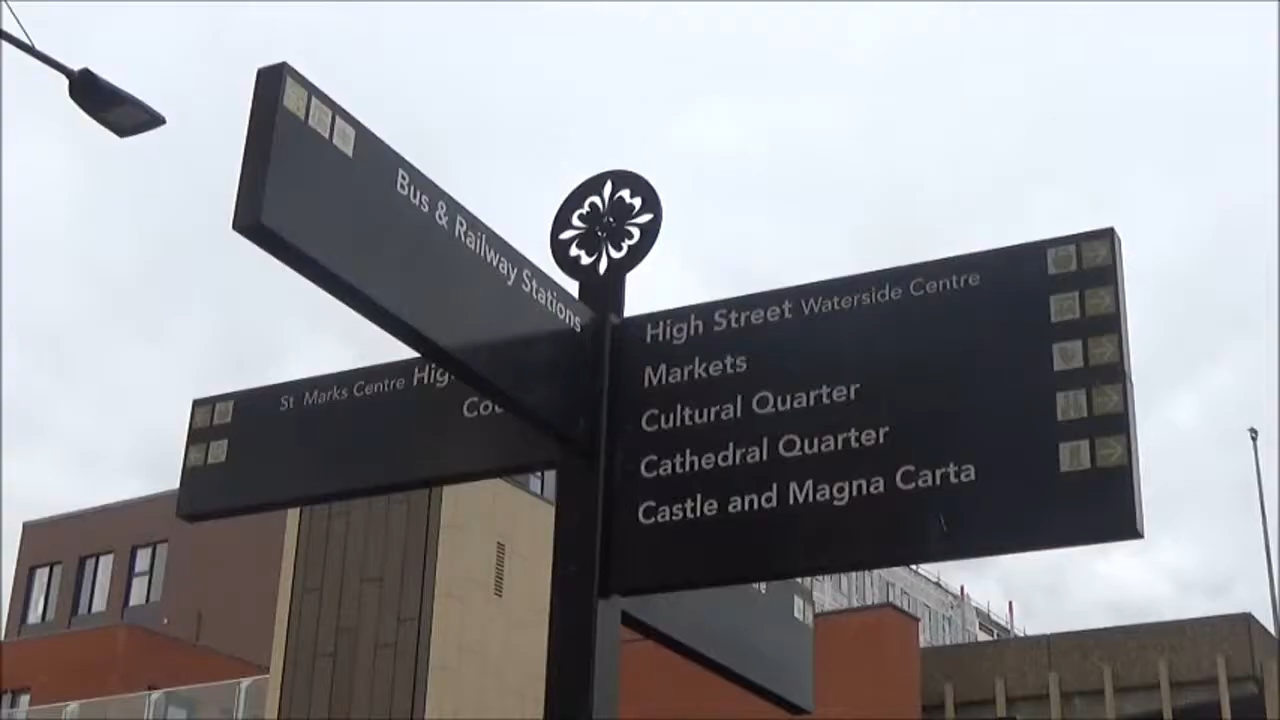 Bus & Railway Stations
St Marks Centre
High Street Waterside Centre
Markets
Cultural Quarter
Cathedral Quarter
Castle and Magna Carta